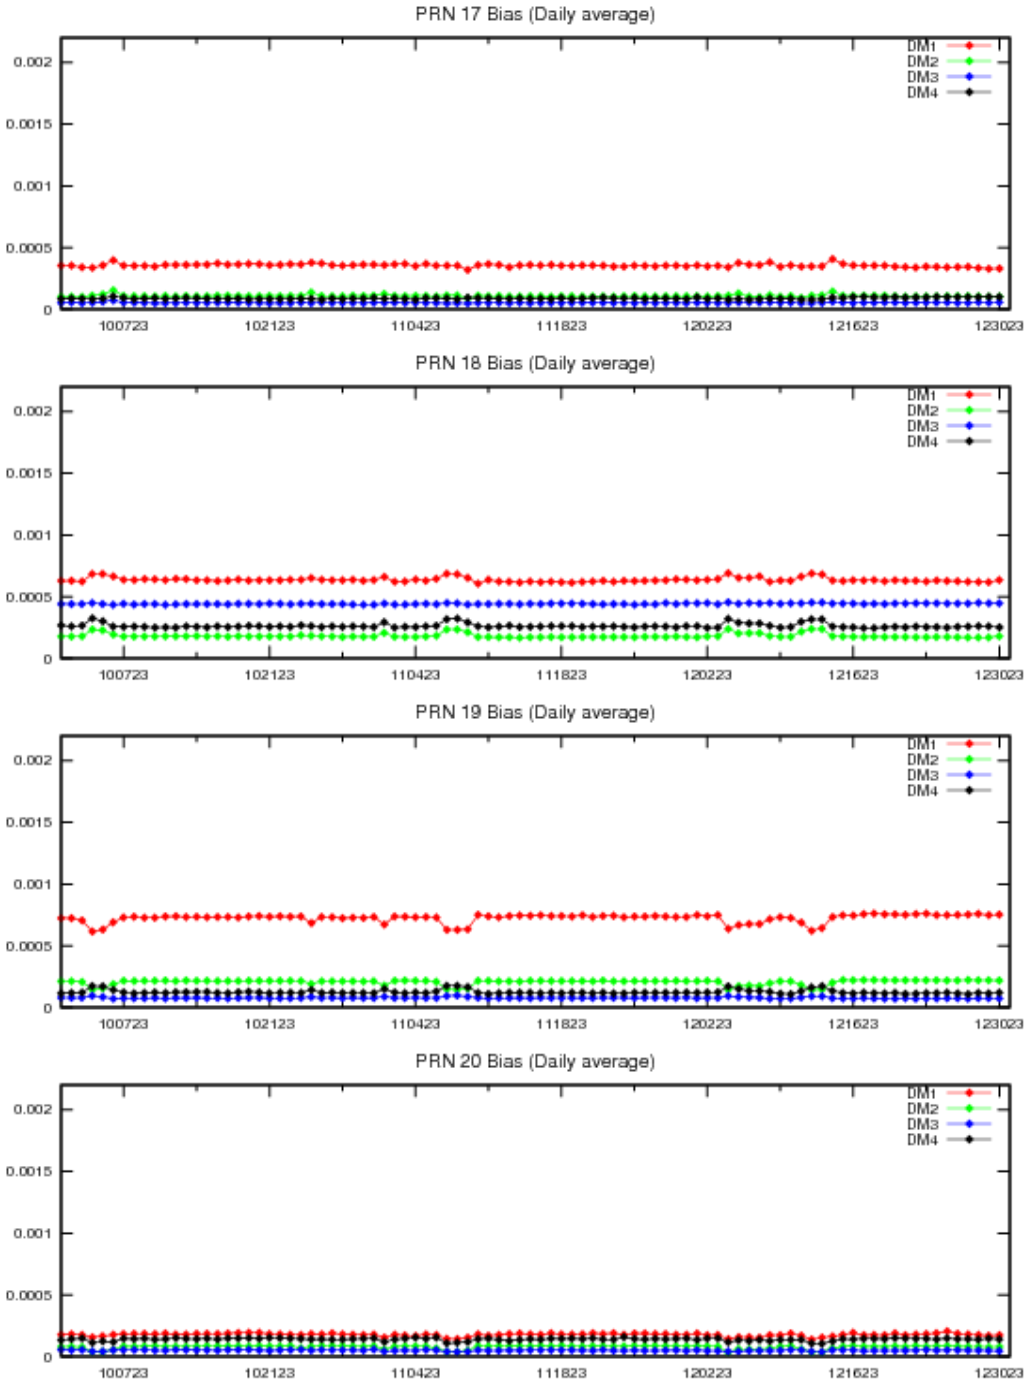 PRN 17 Bias (Daily average)
DM1
0.002
DM2
DM3
DM4
0.0015
0.001
0.0005
0
100723 102123 110423 111823 120223 121623 123023
PRN 18 Bias (Daily average)
DM1
0.002
DM2
DM3
DM4
0.0015
0.001
0.0005
0
100723 102123 110423 111823 120223 121623 123023
PRN 19 Bias (Daily average)
DM1
0.002
DM2
DM3
DM4
0.0015
0.001
0.0005
0
100723 102123 110423 111823 120223 121623 123023
PRN 20 Bias (Daily average)
DM1
0.002
DM2
DM3
DM4
0.0015
0.001
0.0005
0
100723 102123 110423 111823 120223 121623 123023